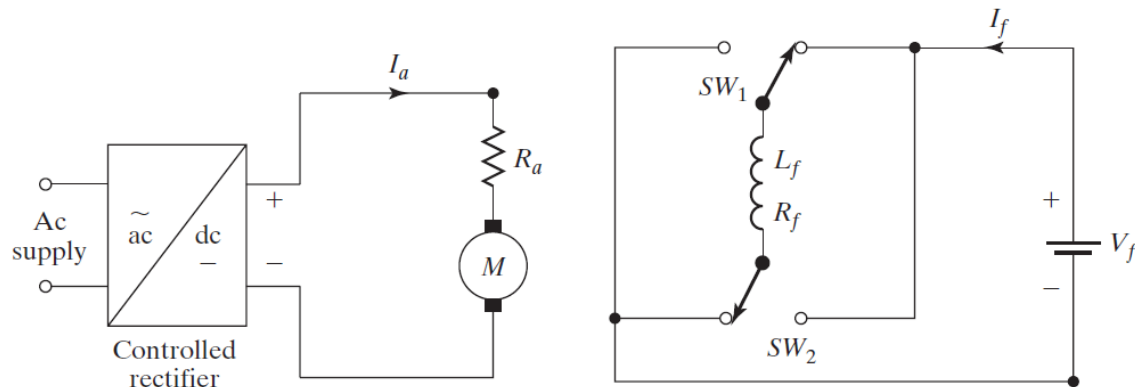 I_a
R_a
M
+
−
Ac
supply
~
ac
dc
−
Controlled
rectifier
I_f
SW_1
L_f
R_f
SW_2
+
−
V_f